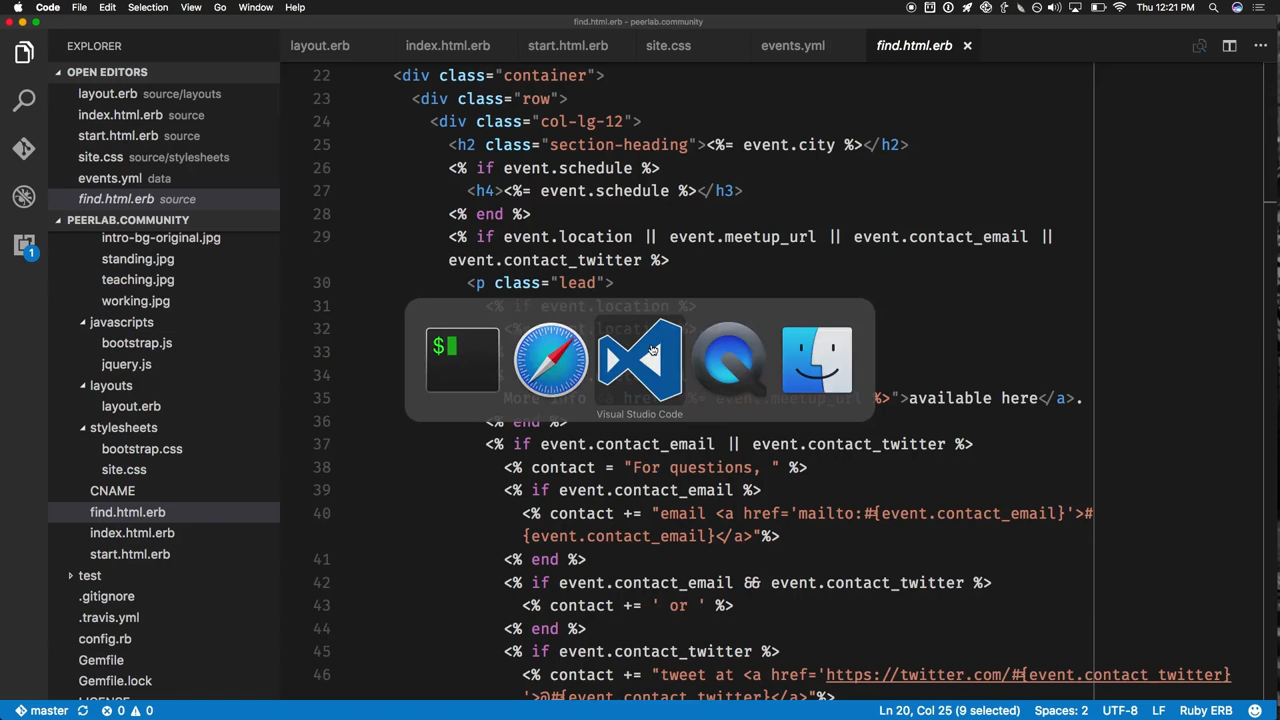 Code File Edit Selection View Go Window Help Thu 12:21 PM
find.html.erb - peerlab.community
EXPLORER
OPEN EDITORS
layout.erb source/layouts
index.html.erb source
start.html.erb source
site.css source/stylesheets
events.yml data
find.html.erb source
PEERLAB.COMMUNITY
intro-bg-original.jpg
standing.jpg
teaching.jpg
working.jpg
javascripts
bootstrap.js
jquery.js
layouts
layout.erb
stylesheets
bootstrap.css
site.css
CNAME
find.html.erb
index.html.erb
start.html.erb
test
.gitignore
.travis.yml
config.rb
Gemfile
Gemfile.lock
1
layout.erb index.html.erb start.html.erb site.css events.yml find.html.erb
22 <div class="container">
23 <div class="row">
24 <div class="col-lg-12">
25 <h2 class="section-heading"><%= event.city %></h2>
26 <% if event.schedule %>
27 <h4><%= event.schedule %></h3>
28 <% end %>
29 <% if event.location || event.meetup_url || event.contact_email ||
event.contact_twitter %>
30 <p class="lead">
31 <% if event.location %>
32
33
34
35 available here</a>.
36 <% end %>
37 <% if event.contact_email || event.contact_twitter %>
38 <% contact = "For questions, " %>
39 <% if event.contact_email %>
40 <% contact += "email <a href='mailto:#{event.contact_email}'>#
{event.contact_email}</a>"%>
41 <% end %>
42 <% if event.contact_email && event.contact_twitter %>
43 <% contact += ' or ' %>
44 <% end %>
45 <% if event.contact_twitter %>
46 <% contact += "tweet at <a href='https://twitter.com/#{event.contact_twitter}
'>@#{event.contact_twitter}</a>"%>
$
Visual Studio Code
master 0 0 Ln 20, Col 25 (9 selected) Spaces: 2 UTF-8 LF Ruby ERB